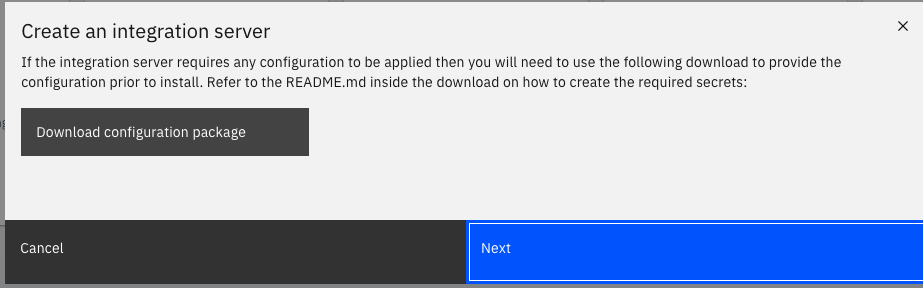 Create an integration server
If the integration server requires any configuration to be applied then you will need to use the following download to provide the
configuration prior to install. Refer to the README.md inside the download on how to create the required secrets:
Download configuration package
Cancel
Next